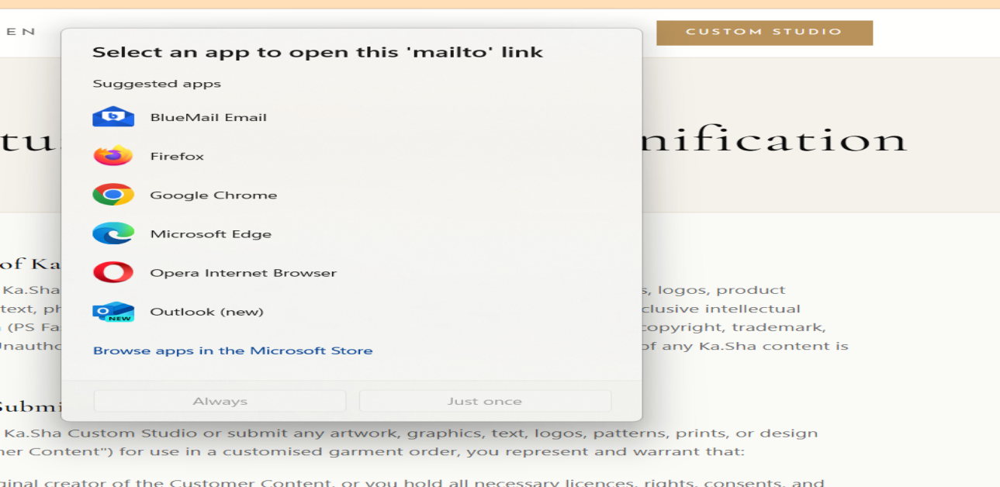 EN
CUSTOM STUDIO
Select an app to open this 'mailto' link
Suggested apps
BlueMail Email
Firefox
Google Chrome
Microsoft Edge
Opera Internet Browser
Outlook (new)
NEW
Browse apps in the Microsoft Store
Always
Just once
nification
of Ka
Ka.Sha
s, logos, product
text, ph
clusive intellectual
(PS Fa
copyright, trademark,
Unautho
of any Ka.Sha content is
Submi
Ka.Sha Custom Studio or submit any artwork, graphics, text, logos, patterns, prints, or design
ner Content") for use in a customised garment order, you represent and warrant that:
ginal creator of the Customer Content, or you hold all necessary licences, rights, consents, and